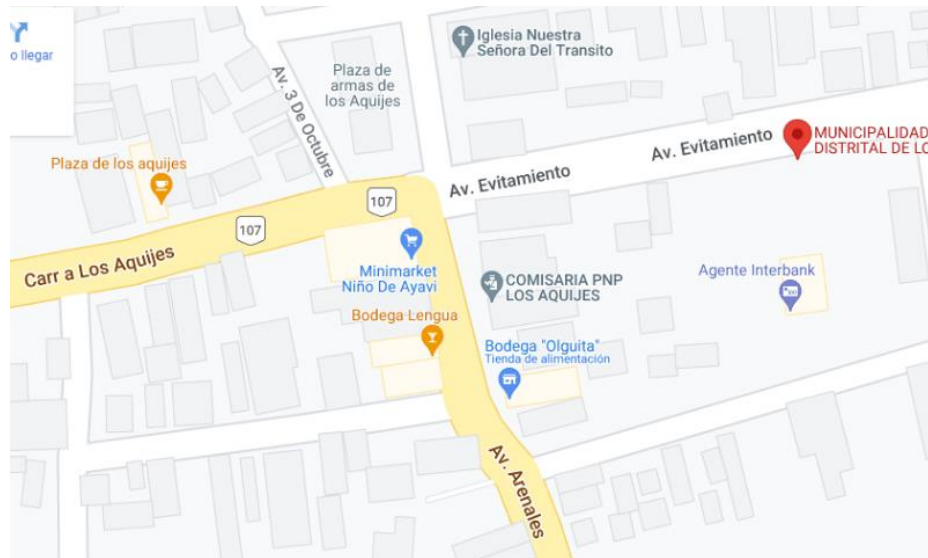 o llegar
Iglesia Nuestra
Señora Del Transito
Plaza de
armas de
los Aquijes
Av. 3 De Octubre
Plaza de los aquijes
Av. Evitamiento
Av. Evitamiento
MUNICIPALIDAD
DISTRITAL DE LO
107
107
Carr a Los Aquijes
Minimarket
Niño De Ayavi
COMISARIA PNP
LOS AQUIJES
Agente Interbank
Bodega Lengua
Bodega "Olguita"
Tienda de alimentación
Av. Arenales